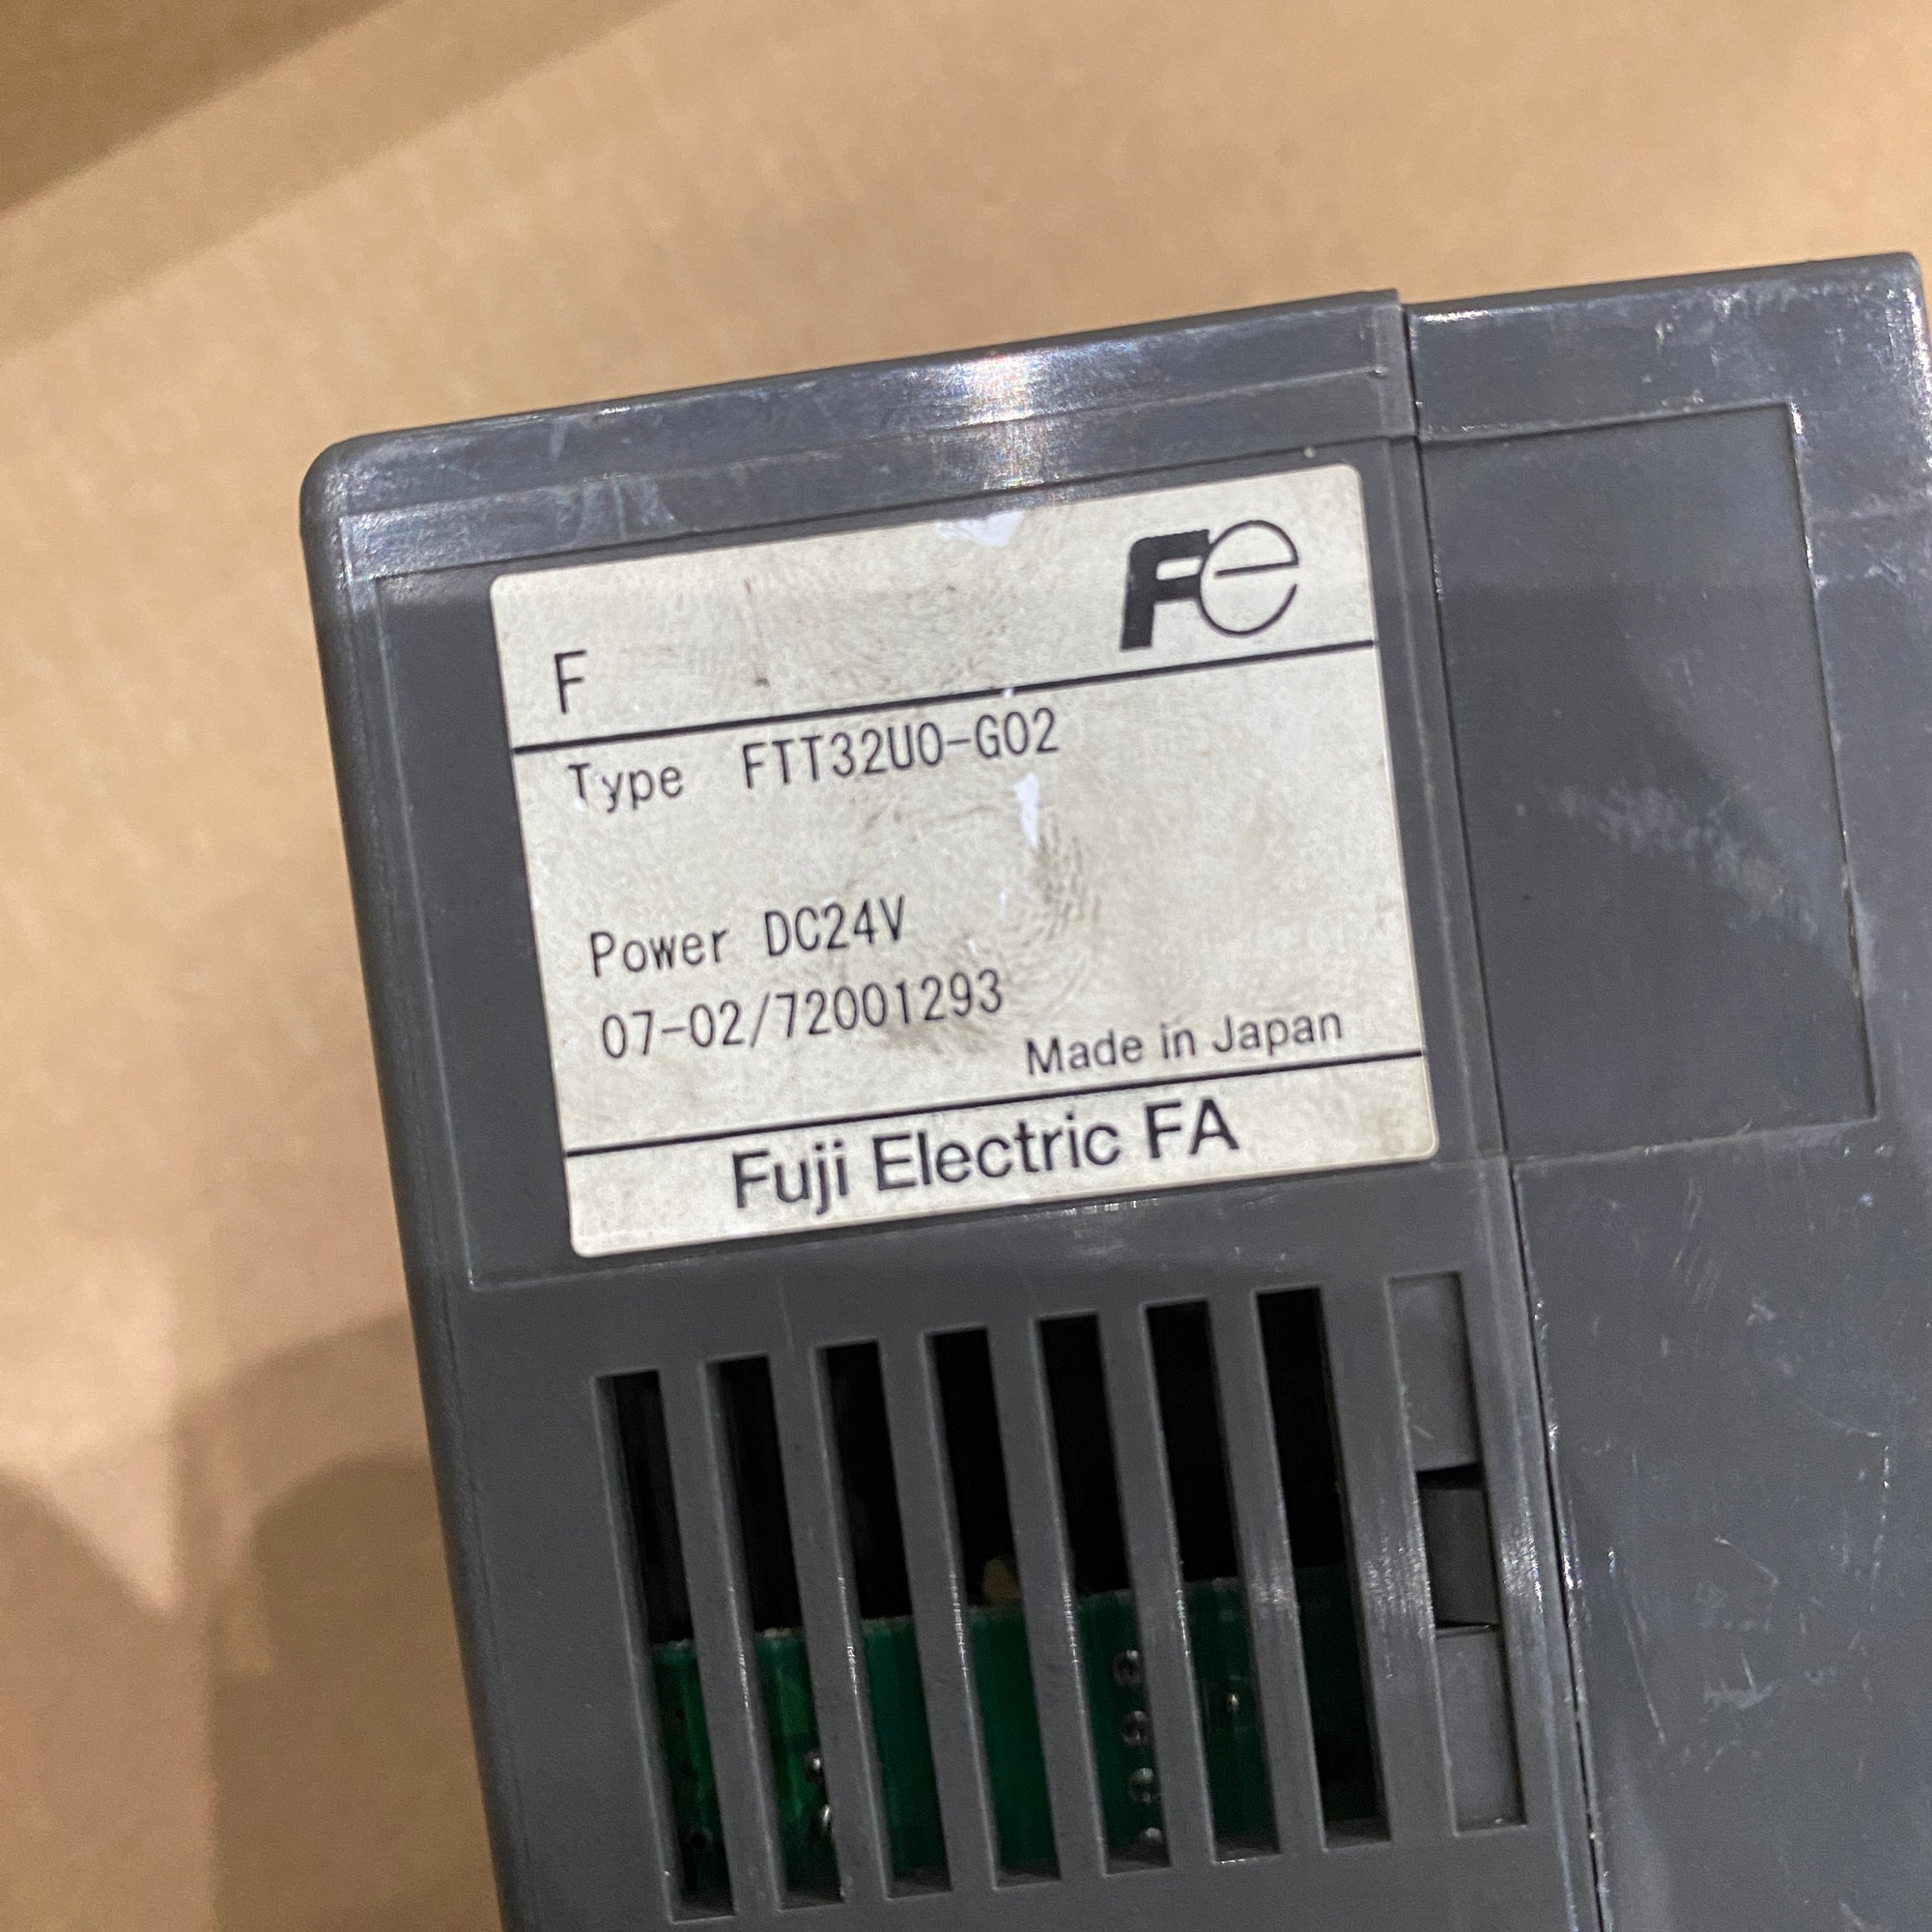 F Fe
Type FTT32U0-G02
Power DC24V
07-02/72001293
Made in Japan
Fuji Electric FA